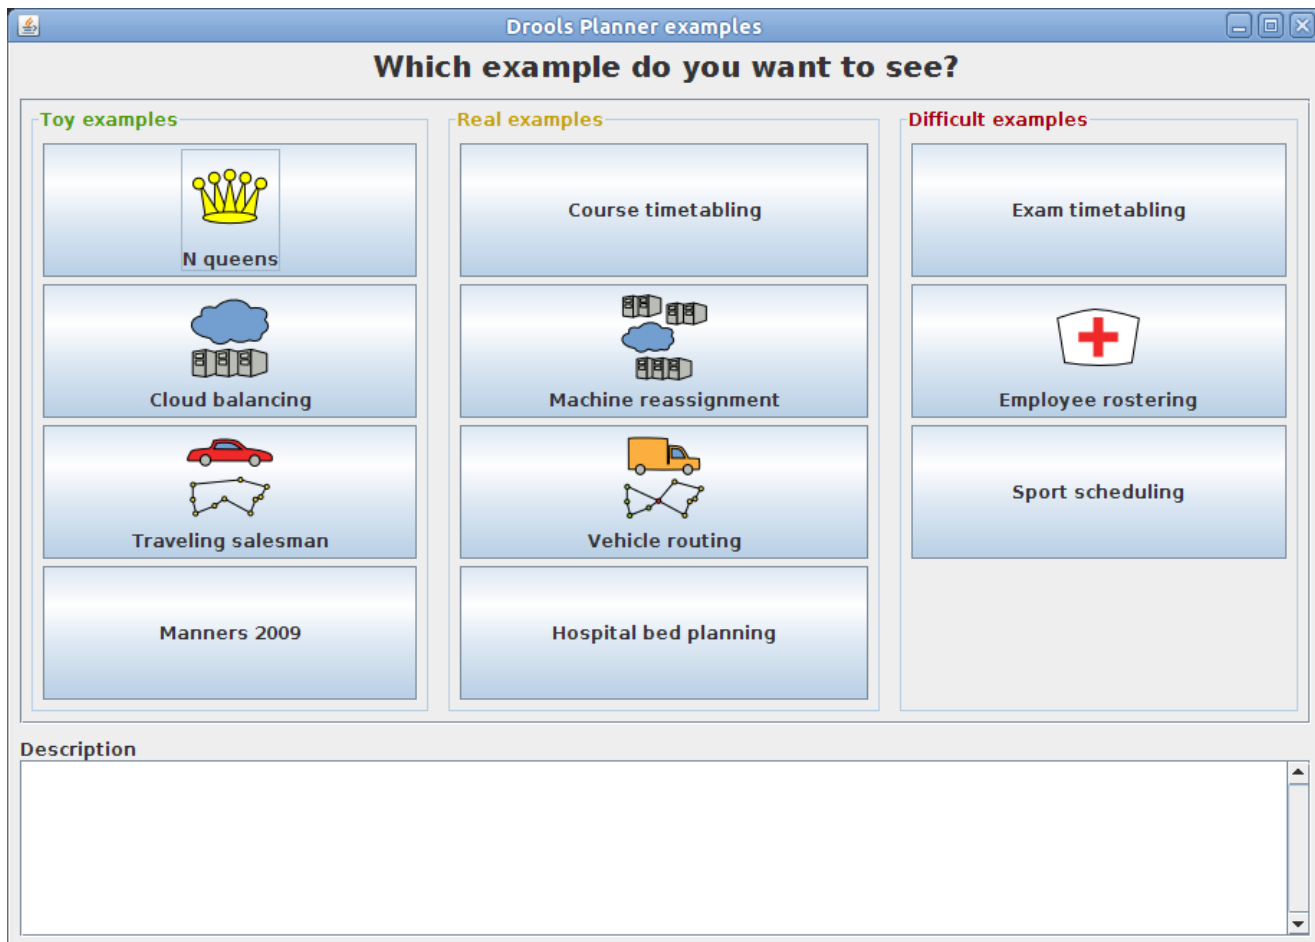 Drools Planner examples
Which example do you want to see?
Toy examples
N queens
Cloud balancing
Traveling salesman
Manners 2009
Real examples
Course timetabling
Machine reassignment
Vehicle routing
Hospital bed planning
Difficult examples
Exam timetabling
Employee rostering
Sport scheduling
Description